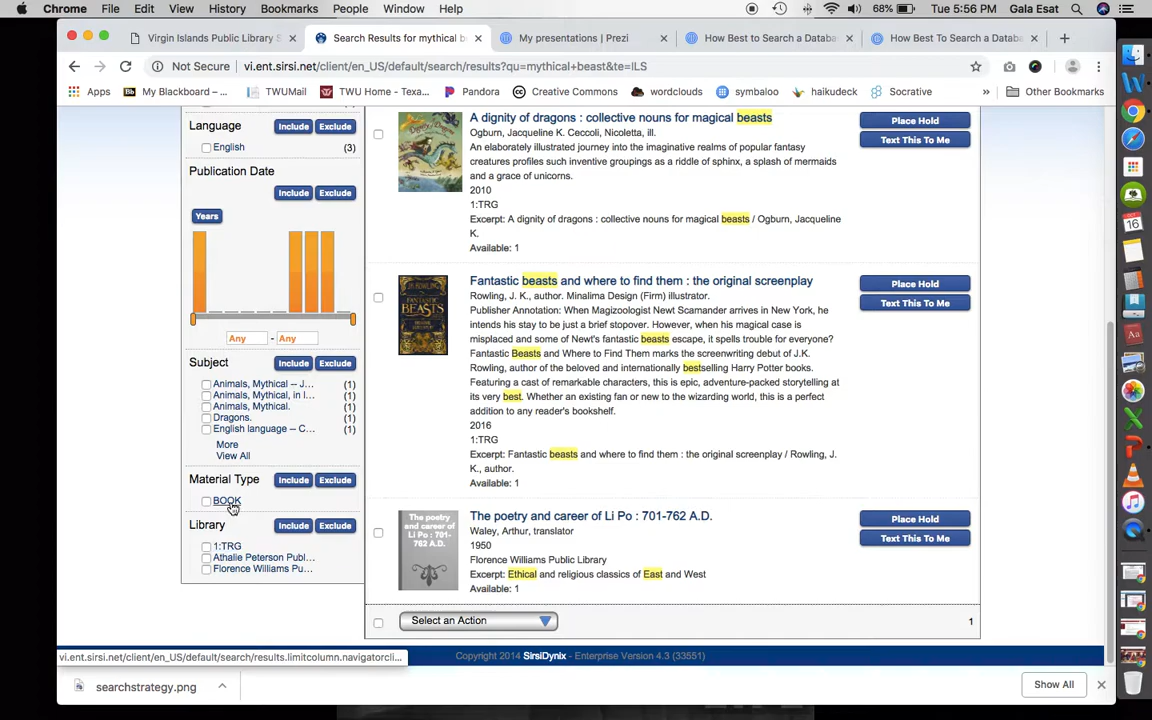 Chrome File Edit View History Bookmarks People Window Help 68% Tue 5:56 PM Gala Esat
Virgin Islands Public Library S Search Results for mythical b My presentations | Prezi How Best to Search a Databa How Best To Search a Databa
Not Secure vi.ent.sirsi.net/client/en_US/default/search/results?qu=mythical+beast&te=ILS
Apps My Blackboard – ... TWUMail TWU Home - Texa... Pandora Creative Commons wordclouds symbaloo haikudeck Socrative » Other Bookmarks
Language Include Exclude
English (3)
Publication Date
Include Exclude
Years
Any - Any
Subject Include Exclude
Animals, Mythical -- J... (1)
Animals, Mythical, in l... (1)
Animals, Mythical. (1)
Dragons. (1)
English language -- C... (1)
More
View All
Material Type Include Exclude
BOOK
Library Include Exclude
1:TRG
Athalie Peterson Publ...
Florence Williams Pu...
A dignity of dragons : collective nouns for magical beasts
Ogburn, Jacqueline K. Ceccoli, Nicoletta, ill.
An elaborately illustrated journey into the imaginative realms of popular fantasy
creatures profiles such inventive groupings as a riddle of sphinx, a splash of mermaids
and a grace of unicorns.
2010
1:TRG
Excerpt: A dignity of dragons : collective nouns for magical beasts / Ogburn, Jacqueline
K.
Available: 1
Place Hold
Text This To Me
FANTASTIC
BEASTS
Fantastic beasts and where to find them : the original screenplay
Rowling, J. K., author. Minalima Design (Firm) illustrator.
Publisher Annotation: When Magizoologist Newt Scamander arrives in New York, he
intends his stay to be just a brief stopover. However, when his magical case is
misplaced and some of Newt's fantastic beasts escape, it spells trouble for everyone?
Fantastic Beasts and Where to Find Them marks the screenwriting debut of J.K.
Rowling, author of the beloved and internationally bestselling Harry Potter books.
Featuring a cast of remarkable characters, this is epic, adventure-packed storytelling at
its very best. Whether an existing fan or new to the wizarding world, this is a perfect
addition to any reader's bookshelf.
2016
1:TRG
Excerpt: Fantastic beasts and where to find them : the original screenplay / Rowling, J.
K., author.
Available: 1
Place Hold
Text This To Me
The poetry
and career of
Li Po : 701-
762 A.D.
The poetry and career of Li Po : 701-762 A.D.
Waley, Arthur, translator
1950
Florence Williams Public Library
Excerpt: Ethical and religious classics of East and West
Available: 1
Place Hold
Text This To Me
Select an Action 1
vi.ent.sirsi.net/client/en_US/default/search/results.limitcolumn.navigatorcli...
Copyright 2014 SirsiDynix - Enterprise Version 4.3 (33551)
searchstrategy.png Show All